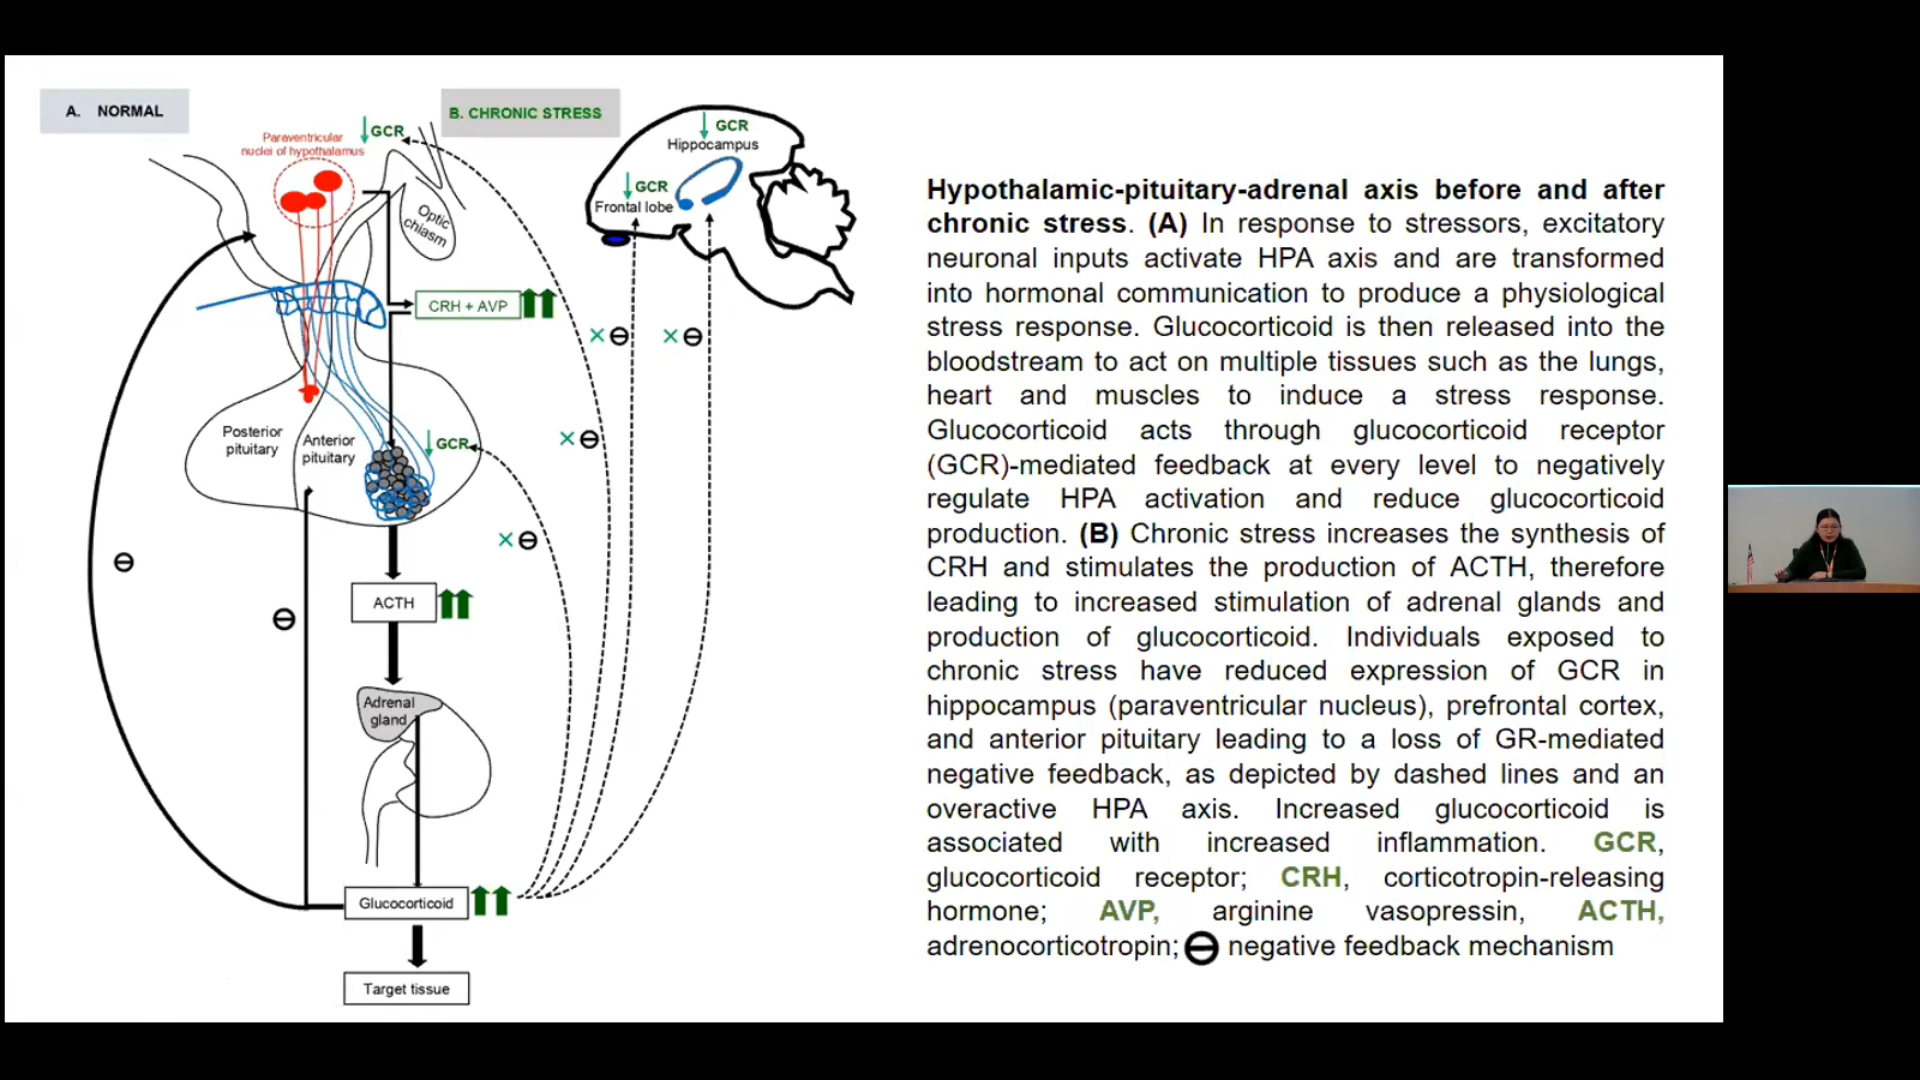 A. NORMAL
B. CHRONIC STRESS
Paraventricular
nuclei of hypothalamus
GCR
GCR
Hippocampus
GCR
Frontal lobe
Optic
chiasm
CRH + AVP
Posterior
pituitary
Anterior
pituitary
GCR
ACTH
Adrenal
gland
Glucocorticoid
Target tissue
Hypothalamic-pituitary-adrenal axis before and after
chronic stress. (A) In response to stressors, excitatory
neuronal inputs activate HPA axis and are transformed
into hormonal communication to produce a physiological
stress response. Glucocorticoid is then released into the
bloodstream to act on multiple tissues such as the lungs,
heart and muscles to induce a stress response.
Glucocorticoid acts through glucocorticoid receptor
(GCR)-mediated feedback at every level to negatively
regulate HPA activation and reduce glucocorticoid
production. (B) Chronic stress increases the synthesis of
CRH and stimulates the production of ACTH, therefore
leading to increased stimulation of adrenal glands and
production of glucocorticoid. Individuals exposed to
chronic stress have reduced expression of GCR in
hippocampus (paraventricular nucleus), prefrontal cortex,
and anterior pituitary leading to a loss of GR-mediated
negative feedback, as depicted by dashed lines and an
overactive HPA axis. Increased glucocorticoid is
associated with increased inflammation. GCR,
glucocorticoid receptor; CRH, corticotropin-releasing
hormone; AVP, arginine vasopressin, ACTH,
adrenocorticotropin; ⊖ negative feedback mechanism